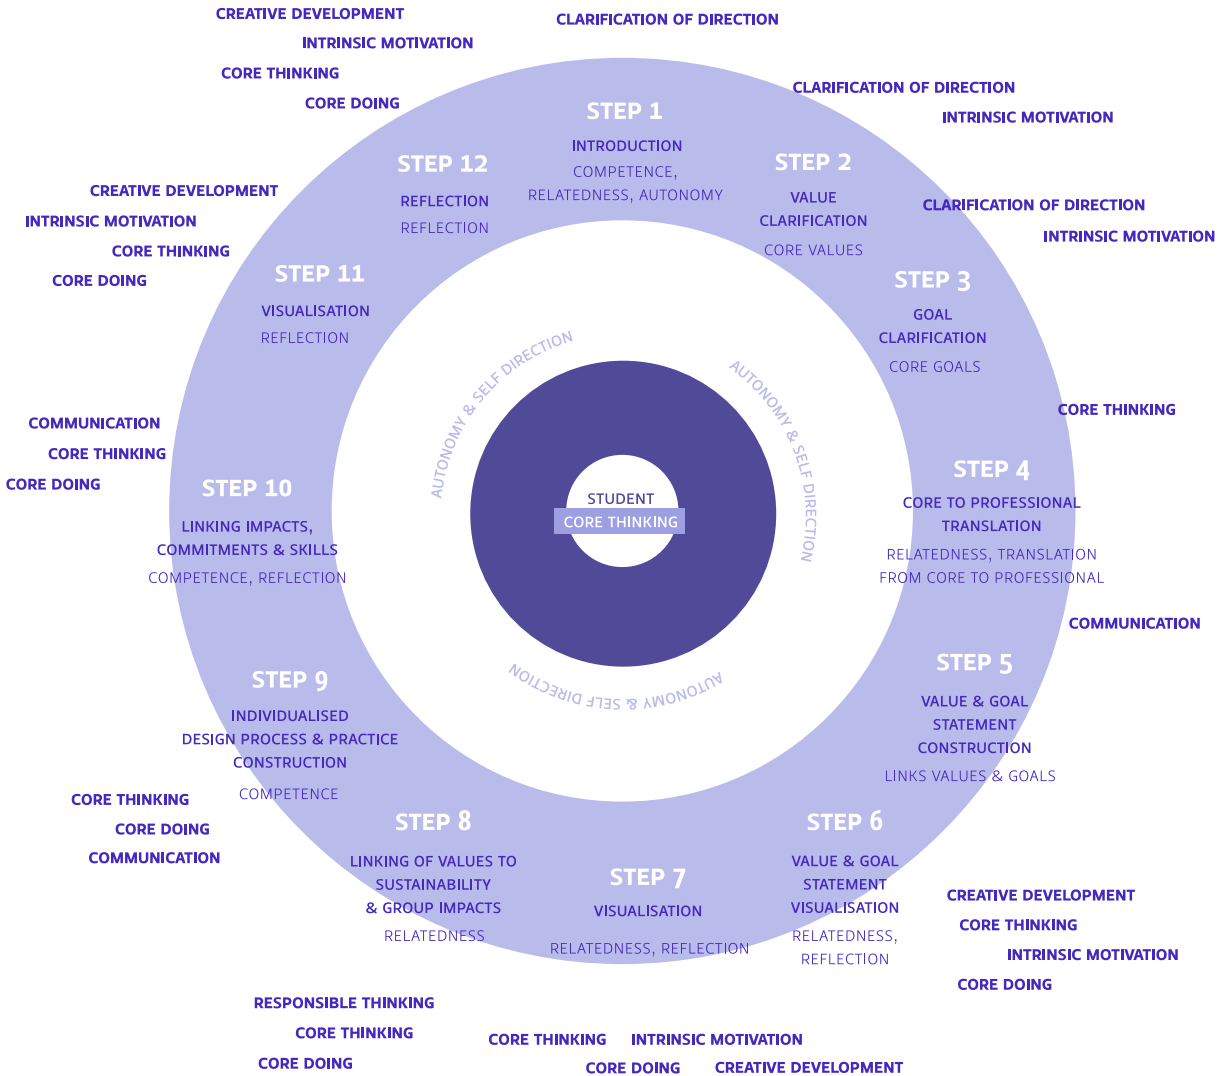 CLARIFICATION OF DIRECTION
STEP 1
INTRODUCTION
COMPETENCE,
RELATEDNESS, AUTONOMY
CLARIFICATION OF DIRECTION
INTRINSIC MOTIVATION
STEP 2
VALUE
CLARIFICATION
CORE VALUES
CLARIFICATION OF DIRECTION
INTRINSIC MOTIVATION
STEP 3
GOAL
CLARIFICATION
CORE GOALS
CORE THINKING
STEP 4
CORE TO PROFESSIONAL
TRANSLATION
RELATEDNESS, TRANSLATION
FROM CORE TO PROFESSIONAL
COMMUNICATION
STEP 5
VALUE & GOAL
STATEMENT
CONSTRUCTION
LINKS VALUES & GOALS
STEP 6
VALUE & GOAL
STATEMENT
VISUALISATION
RELATEDNESS,
REFLECTION
CREATIVE DEVELOPMENT
CORE THINKING
INTRINSIC MOTIVATION
CORE DOING
STEP 7
VISUALISATION
RELATEDNESS, REFLECTION
CORE THINKING INTRINSIC MOTIVATION
CORE DOING CREATIVE DEVELOPMENT
STEP 8
LINKING OF VALUES TO
SUSTAINABILITY
& GROUP IMPACTS
RELATEDNESS
RESPONSIBLE THINKING
CORE THINKING
CORE DOING
STEP 9
INDIVIDUALISED
DESIGN PROCESS & PRACTICE
CONSTRUCTION
COMPETENCE
CORE THINKING
CORE DOING
COMMUNICATION
COMMUNICATION
CORE THINKING
CORE DOING
STEP 10
LINKING IMPACTS,
COMMITMENTS & SKILLS
COMPETENCE, REFLECTION
CREATIVE DEVELOPMENT
INTRINSIC MOTIVATION
CORE THINKING
CORE DOING
STEP 11
VISUALISATION
REFLECTION
CREATIVE DEVELOPMENT
INTRINSIC MOTIVATION
CORE THINKING
CORE DOING
STEP 12
REFLECTION
REFLECTION
AUTONOMY & SELF DIRECTION
AUTONOMY & SELF DIRECTION
AUTONOMY & SELF DIRECTION
STUDENT
CORE THINKING